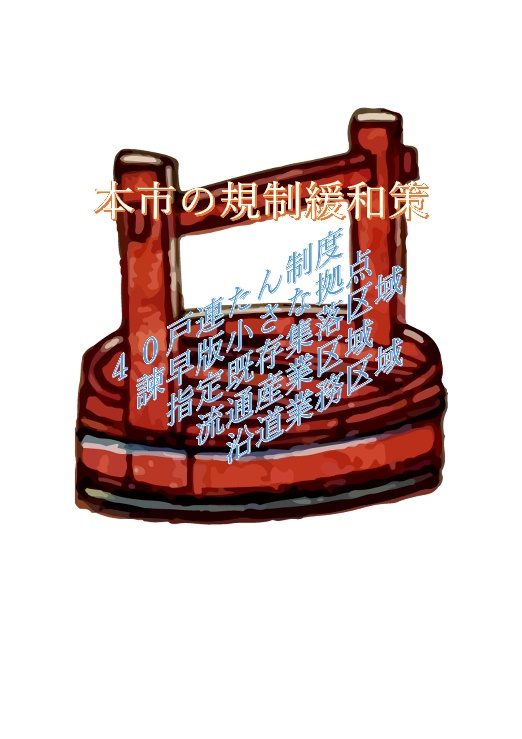 本市の規制緩和策
４０戸連たん制度
諫早版小さな拠点
指定既存集落区域
流通産業区域
沿道業務区域